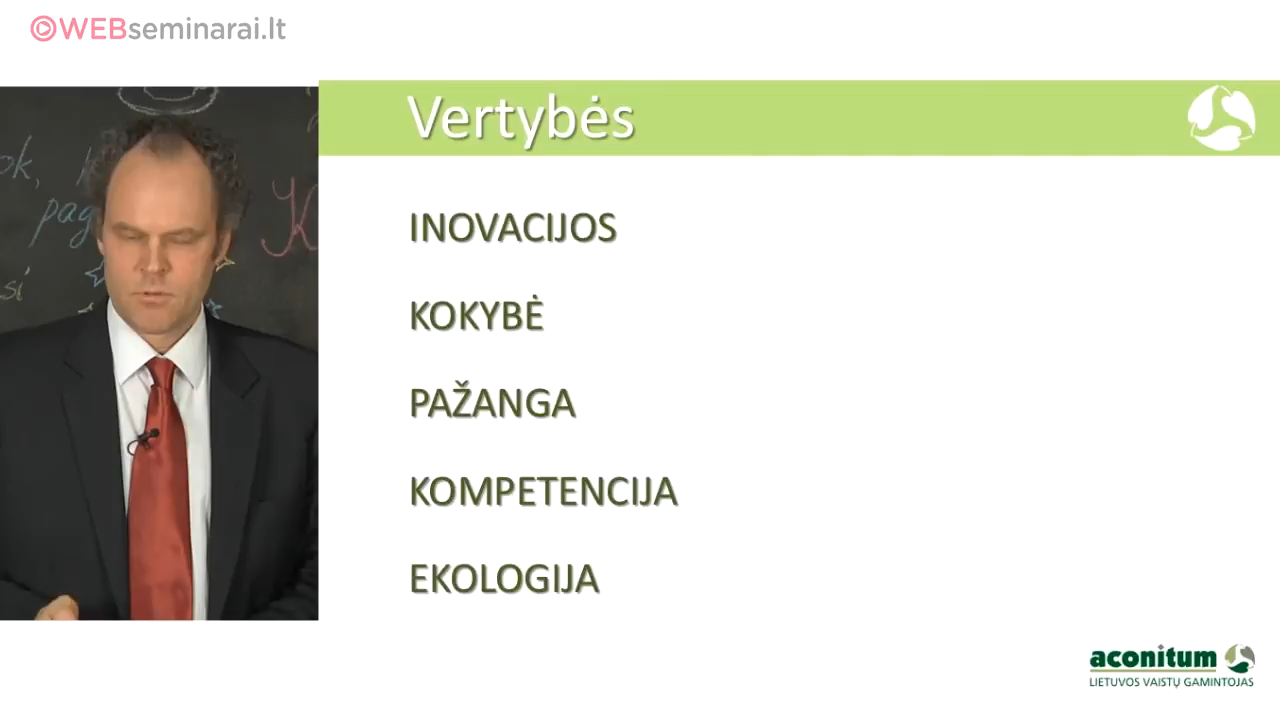 WEBseminarai.lt
Vertybės
INOVACIJOS
KOKYBĖ
PAŽANGA
KOMPETENCIJA
EKOLOGIJA
aconitum
LIETUVOS VAISTŲ GAMINTOJAS